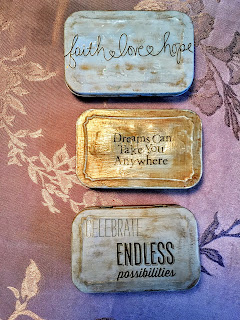 faith love hope
Dreams Can
Take You
Anywhere
CELEBRATE
ENDLESS
possibilities